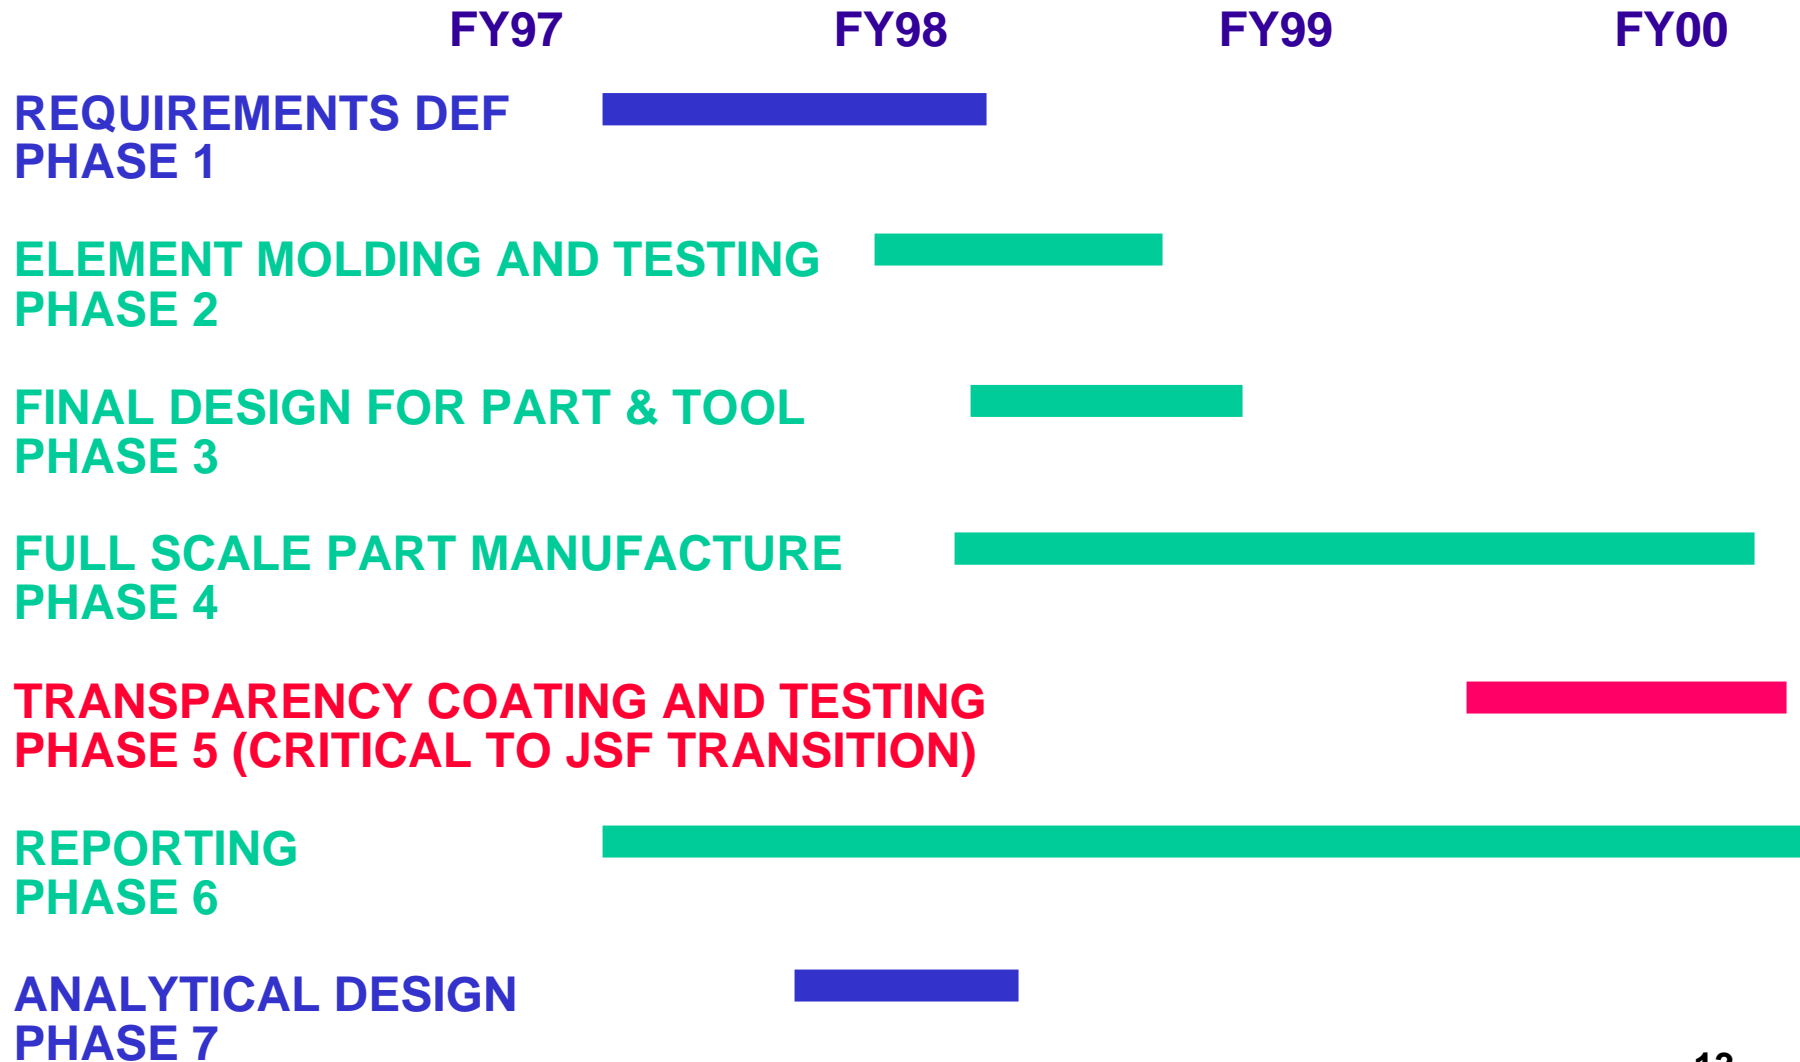 FY97 FY98 FY99 FY00
REQUIREMENTS DEF
PHASE 1
ELEMENT MOLDING AND TESTING
PHASE 2
FINAL DESIGN FOR PART & TOOL
PHASE 3
FULL SCALE PART MANUFACTURE
PHASE 4
TRANSPARENCY COATING AND TESTING
PHASE 5 (CRITICAL TO JSF TRANSITION)
REPORTING
PHASE 6
ANALYTICAL DESIGN
PHASE 7